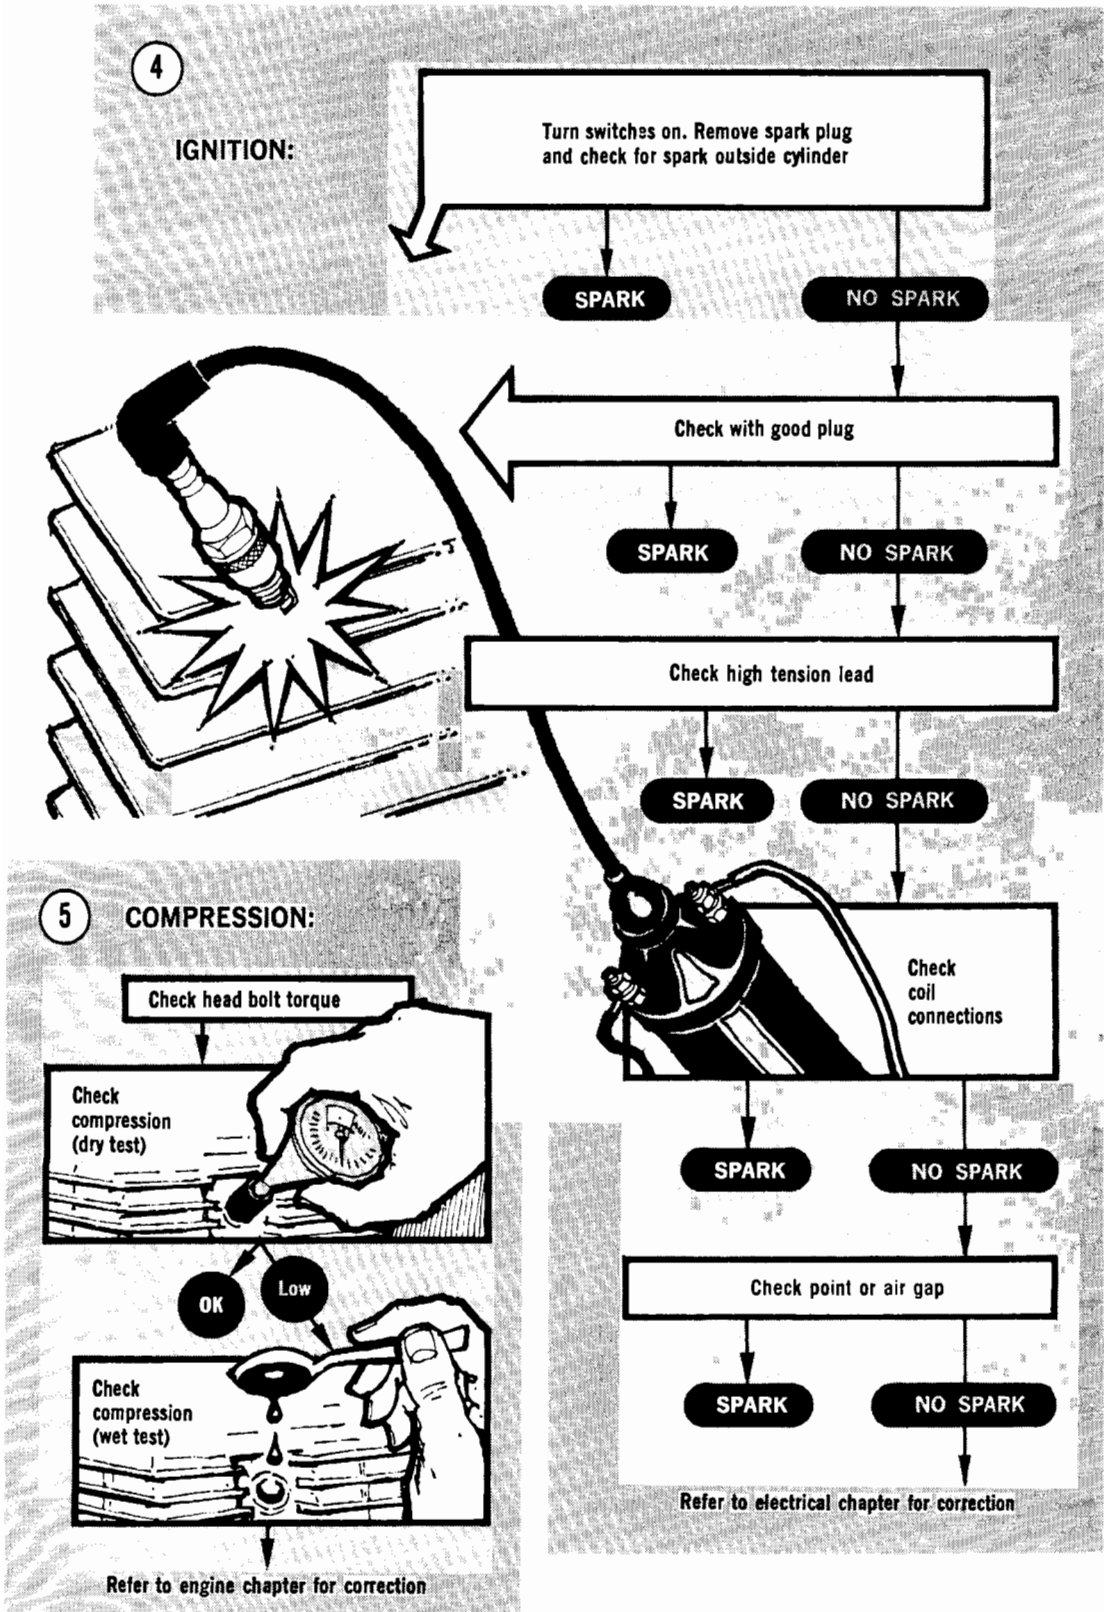 4
IGNITION:
Turn switches on. Remove spark plug
and check for spark outside cylinder
SPARK
NO SPARK
Check with good plug
SPARK
NO SPARK
Check high tension lead
SPARK
NO SPARK
Check
coil
connections
SPARK
NO SPARK
Check point or air gap
SPARK
NO SPARK
Refer to electrical chapter for correction
5
COMPRESSION:
Check head bolt torque
Check
compression
(dry test)
OK
Low
Check
compression
(wet test)
Refer to engine chapter for correction